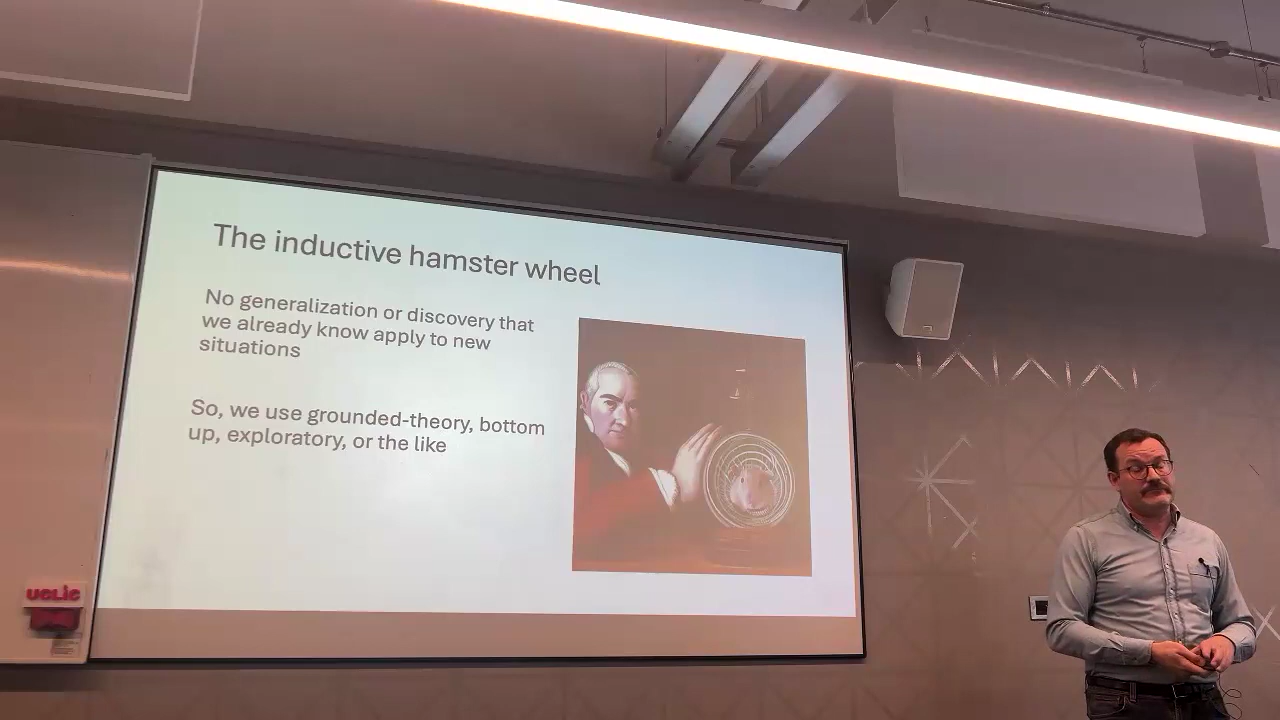 The inductive hamster wheel
No generalization or discovery that
we already know apply to new
situations
So, we use grounded-theory, bottom
up, exploratory, or the like
uclic